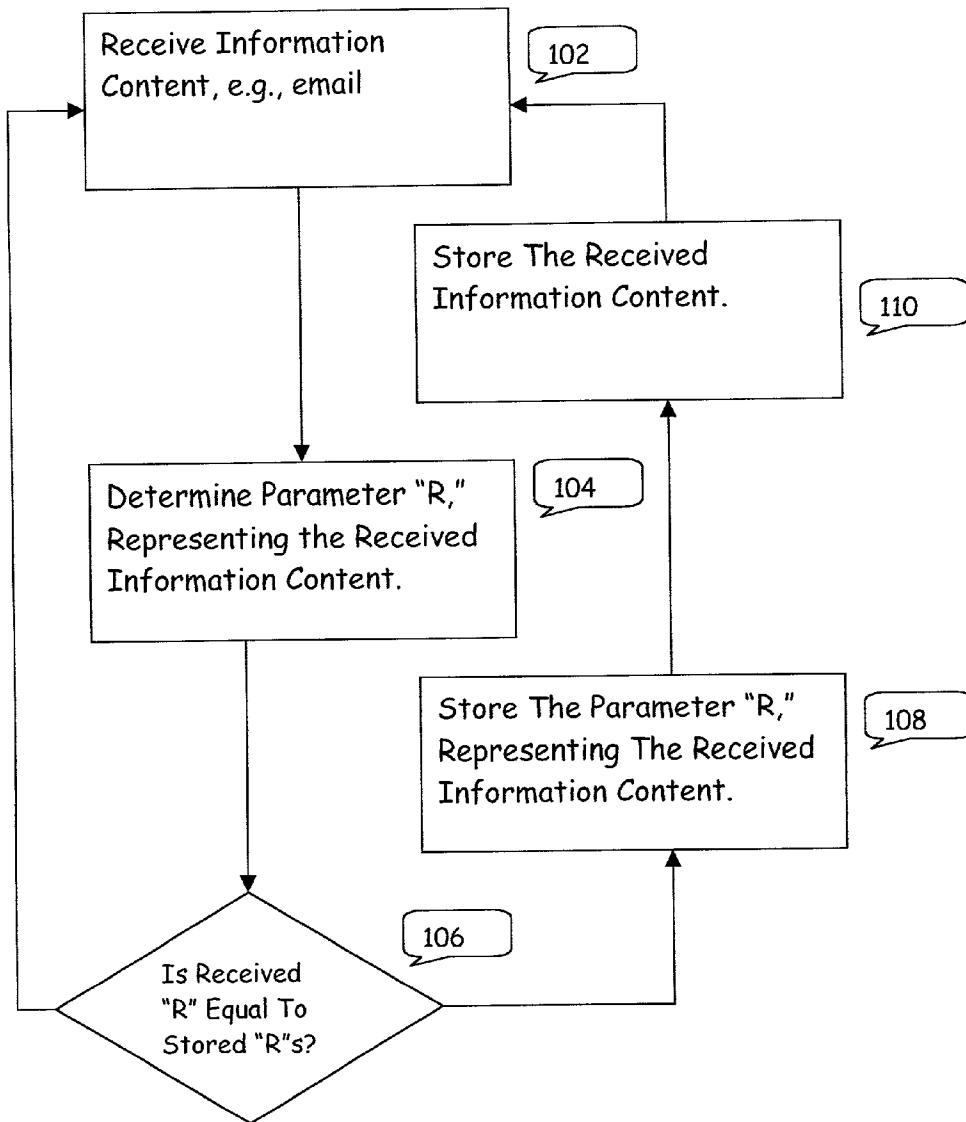 Receive Information
Content, e.g., email
102
Store The Received
Information Content.
110
Determine Parameter “R,”
Representing the Received
Information Content.
104
Store The Parameter “R,”
Representing The Received
Information Content.
108
106
Is Received
“R” Equal To
Stored “R”s?